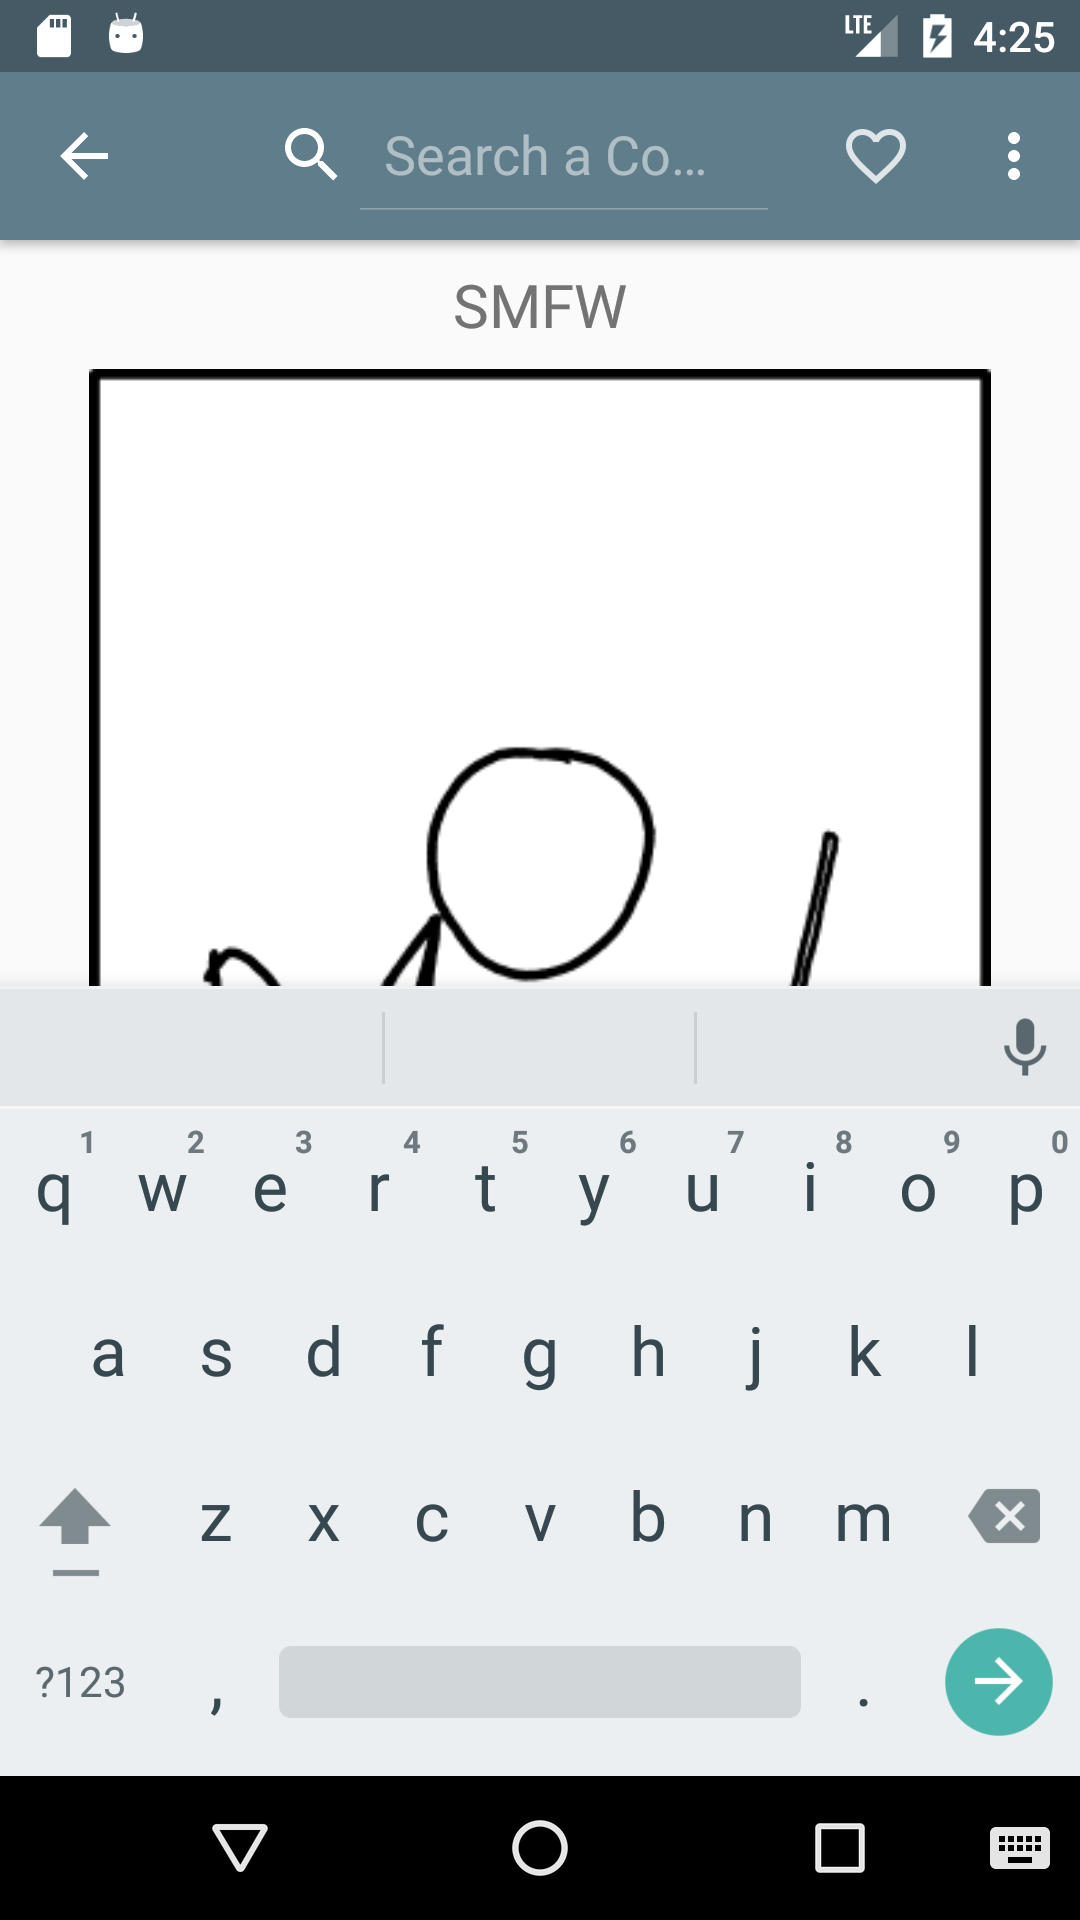 LTE 4:25
Search a Co...
SMFW
1 2 3 4 5 6 7 8 9 0
q w e r t y u i o p
a s d f g h j k l
z x c v b n m
?123 , .